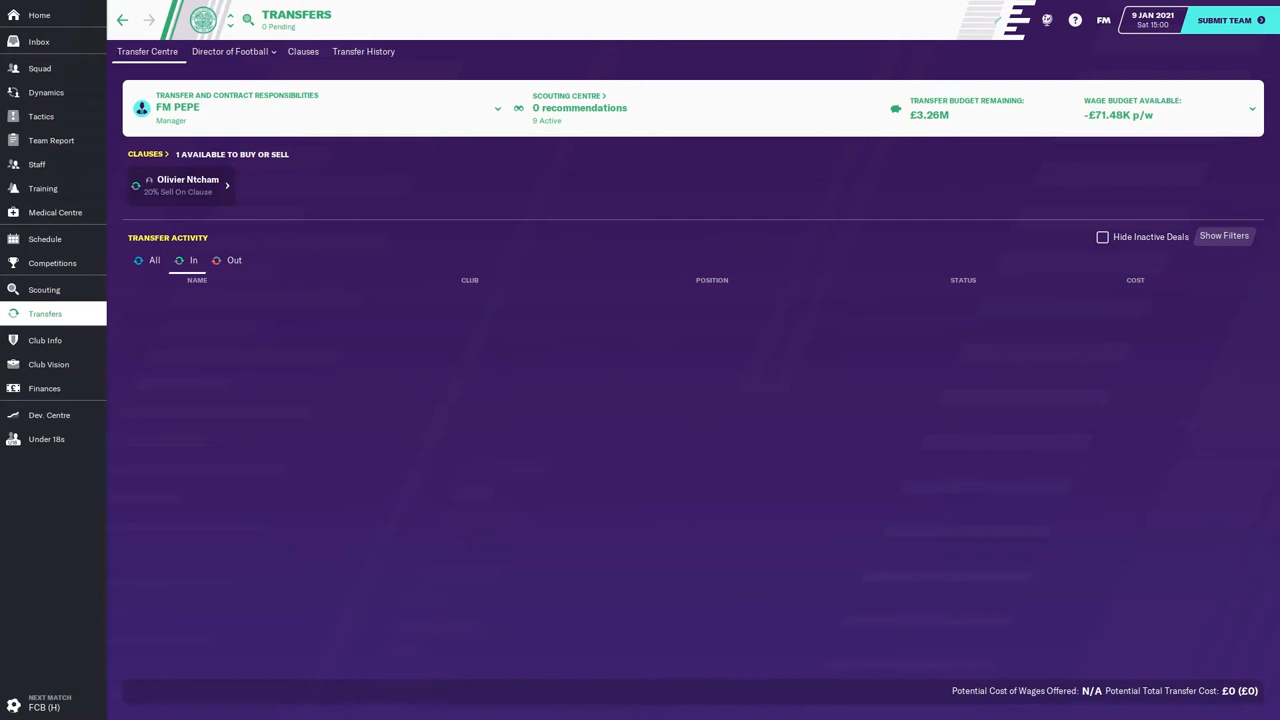 Home
TRANSFERS
0 Pending
FM
9 JAN 2021
Sat 15:00
SUBMIT TEAM
Inbox
Squad
Dynamics
Tactics
Team Report
Staff
Training
Medical Centre
Schedule
Competitions
Scouting
Transfers
Club Info
Club Vision
Finances
Dev. Centre
Under 18s
NEXT MATCH
FCB (H)
Transfer Centre
Director of Football
Clauses
Transfer History
TRANSFER AND CONTRACT RESPONSIBILITIES
FM PEPE
Manager
SCOUTING CENTRE
0 recommendations
9 Active
TRANSFER BUDGET REMAINING:
£3.26M
WAGE BUDGET AVAILABLE:
-£71.48K p/w
CLAUSES 1 AVAILABLE TO BUY OR SELL
Olivier Ntcham
20% Sell On Clause
TRANSFER ACTIVITY
Hide Inactive Deals
Show Filters
All In Out
NAME CLUB POSITION STATUS COST
Potential Cost of Wages Offered: N/A Potential Total Transfer Cost: £0 (£0)